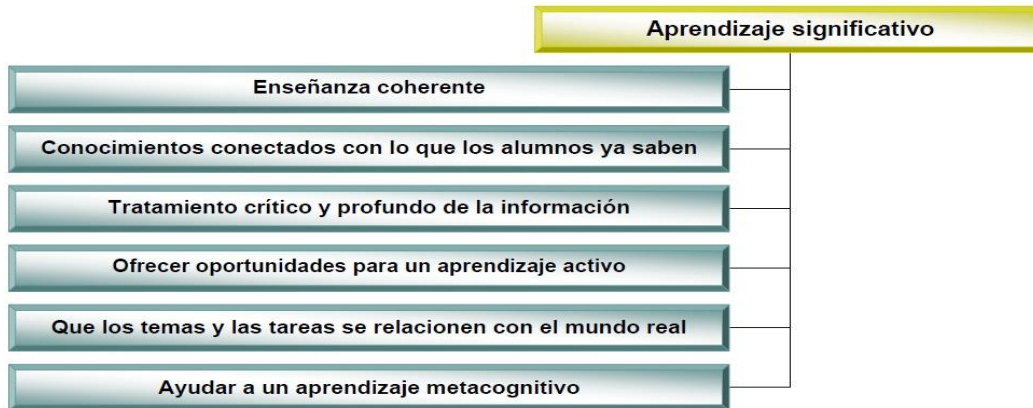 Aprendizaje significativo
Enseñanza coherente
Conocimientos conectados con lo que los alumnos ya saben
Tratamiento crítico y profundo de la información
Ofrecer oportunidades para un aprendizaje activo
Que los temas y las tareas se relacionen con el mundo real
Ayudar a un aprendizaje metacognitivo